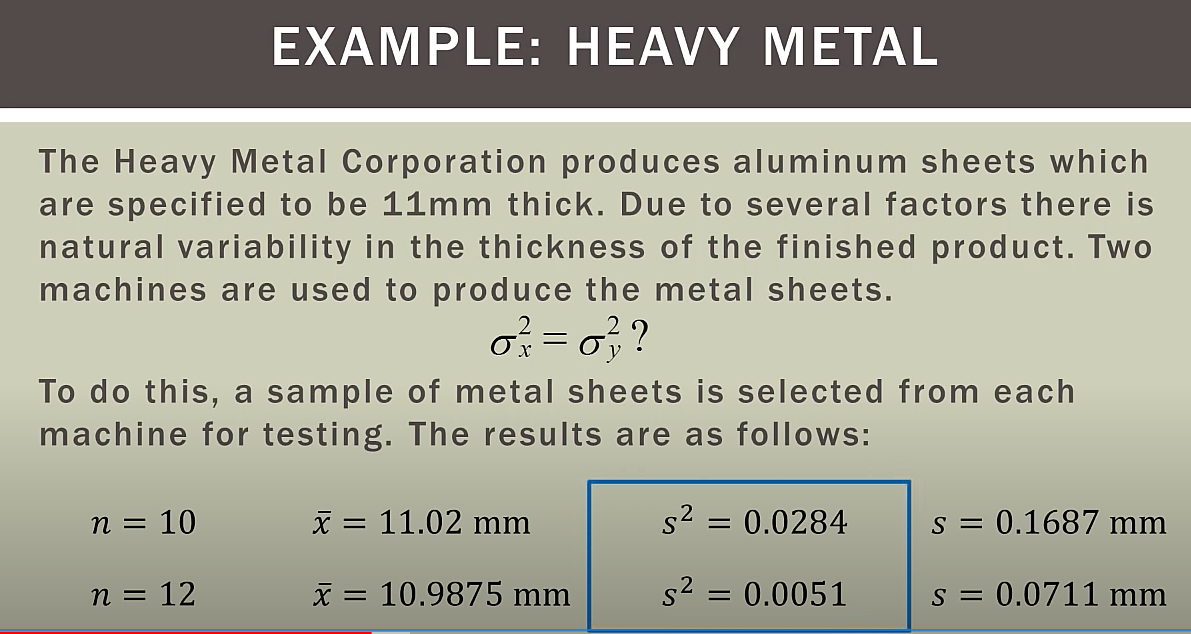 EXAMPLE: HEAVY METAL
The Heavy Metal Corporation produces aluminum sheets which
are specified to be 11mm thick. Due to several factors there is
natural variability in the thickness of the finished product. Two
machines are used to produce the metal sheets.
σ²ₓ = σ²ᵧ ?
To do this, a sample of metal sheets is selected from each
machine for testing. The results are as follows:
n = 10 x̄ = 11.02 mm s² = 0.0284 s = 0.1687 mm
n = 12 x̄ = 10.9875 mm s² = 0.0051 s = 0.0711 mm